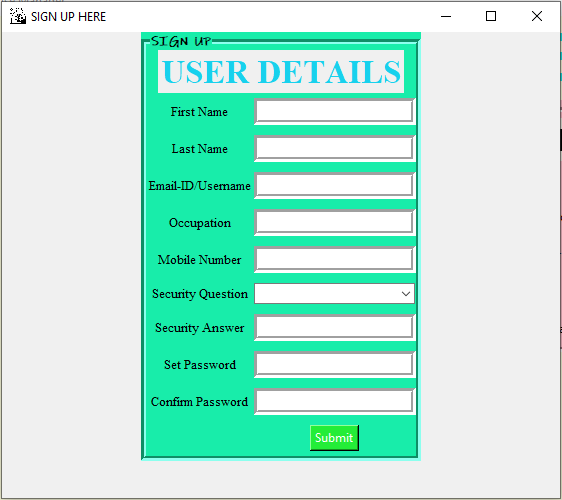 SIGN UP HERE
SIGN UP
USER DETAILS
First Name
Last Name
Email-ID/Username
Occupation
Mobile Number
Security Question
Security Answer
Set Password
Confirm Password
Submit